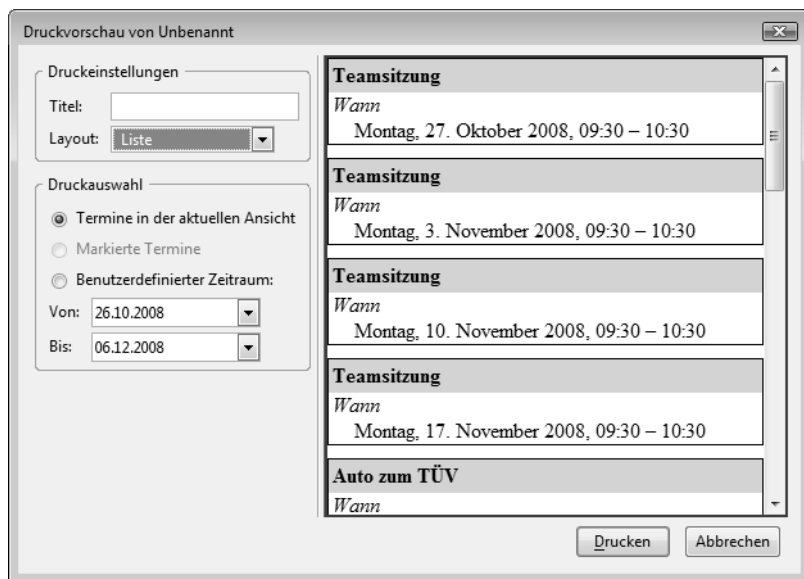 Druckvorschau von Unbenannt
Druckeinstellungen
Titel:
Layout: Liste
Druckauswahl
Termine in der aktuellen Ansicht
Markierte Termine
Benutzerdefinierter Zeitraum:
Von: 26.10.2008
Bis: 06.12.2008
Teamsitzung
Wann
Montag, 27. Oktober 2008, 09:30 – 10:30
Teamsitzung
Wann
Montag, 3. November 2008, 09:30 – 10:30
Teamsitzung
Wann
Montag, 10. November 2008, 09:30 – 10:30
Teamsitzung
Wann
Montag, 17. November 2008, 09:30 – 10:30
Auto zum TÜV
Wann
Drucken Abbrechen